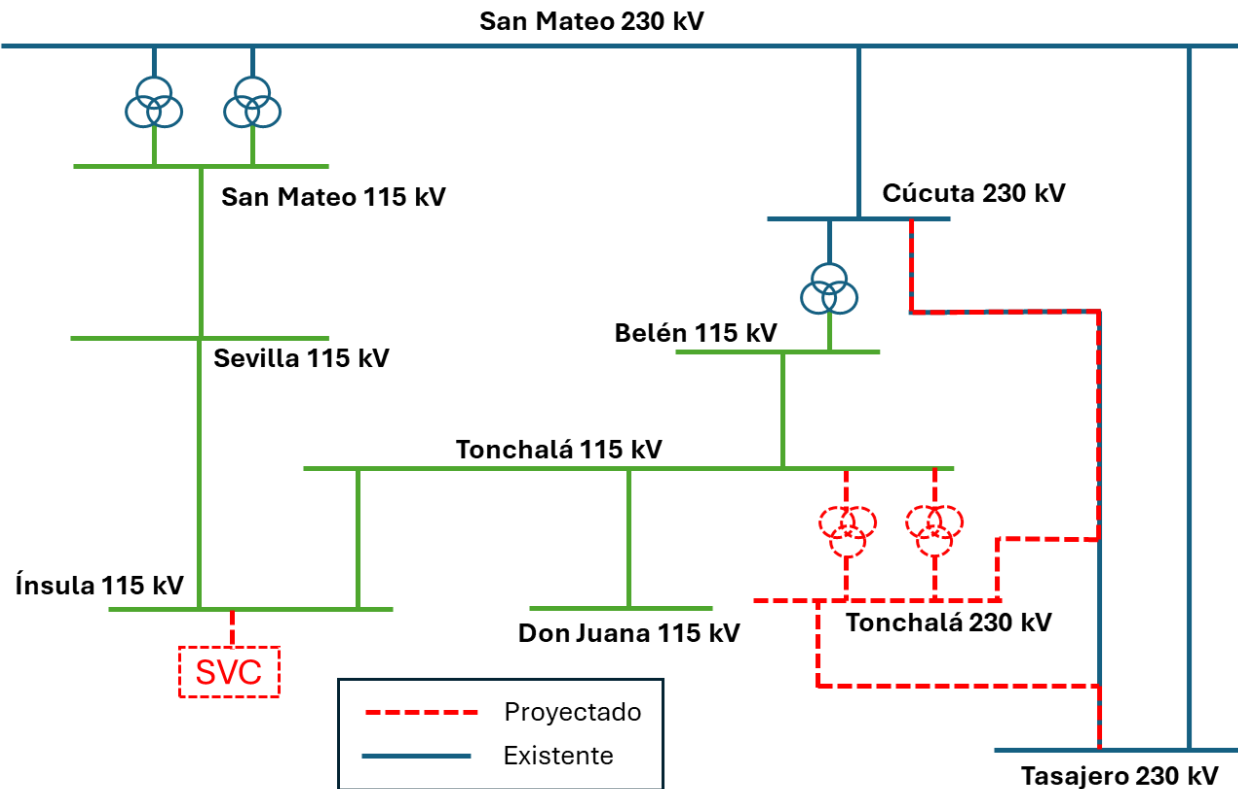 San Mateo 230 kV
San Mateo 115 kV
Cúcuta 230 kV
Belén 115 kV
Sevilla 115 kV
Tonchalá 115 kV
Ínsula 115 kV
SVC
Don Juana 115 kV
Tonchalá 230 kV
Proyectado
Existente
Tasajero 230 kV